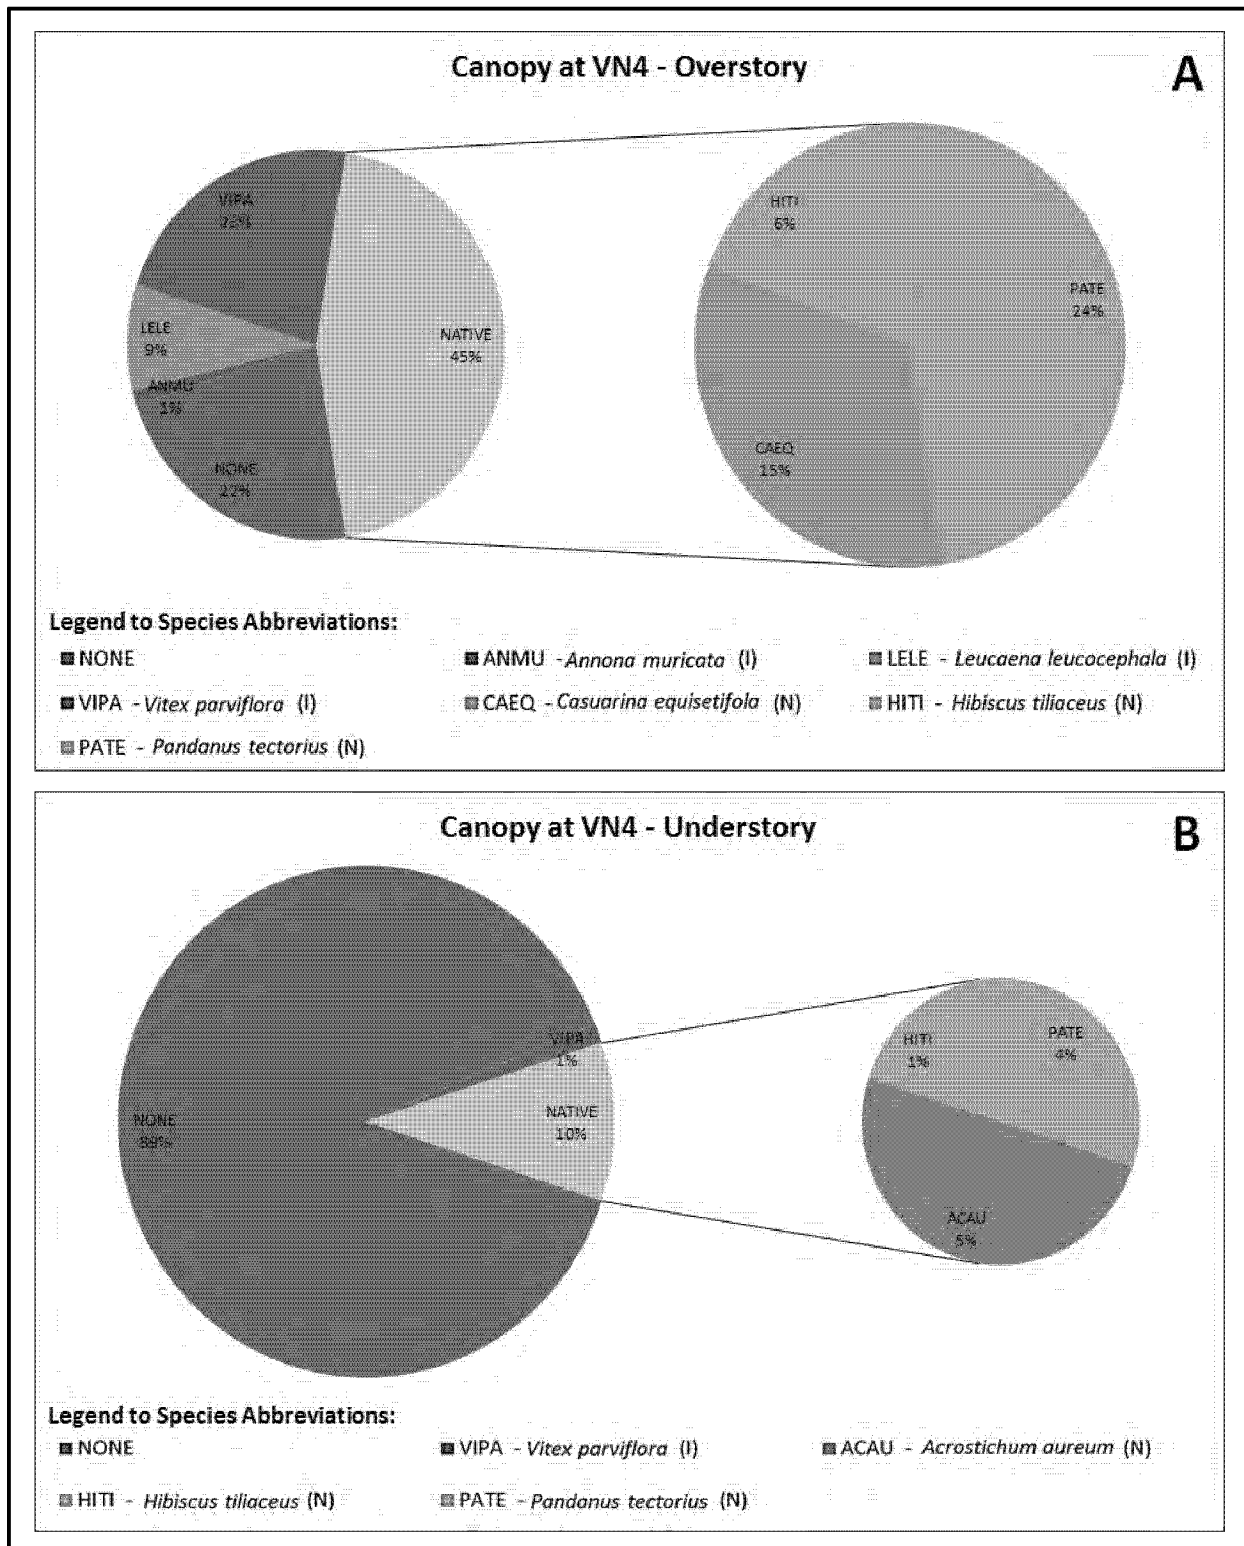 Canopy at VN4 - Overstory
A
VIPA
23%
LELE
9%
ANMU
1%
NONE
22%
NATIVE
45%
HITI
6%
PATE
24%
CAEQ
15%
Legend to Species Abbreviations:
NONE
ANMU - Annona muricata (I)
LELE - Leucaena leucocephala (I)
VIPA - Vitex parviflora (I)
CAEQ - Casuarina equisetifola (N)
HITI - Hibiscus tiliaceus (N)
PATE - Pandanus tectorius (N)
Canopy at VN4 - Understory
B
NONE
89%
VIPA
1%
NATIVE
10%
HITI
1%
PATE
4%
ACAU
5%
Legend to Species Abbreviations:
NONE
VIPA - Vitex parviflora (I)
ACAU - Acrostichum aureum (N)
HITI - Hibiscus tiliaceus (N)
PATE - Pandanus tectorius (N)